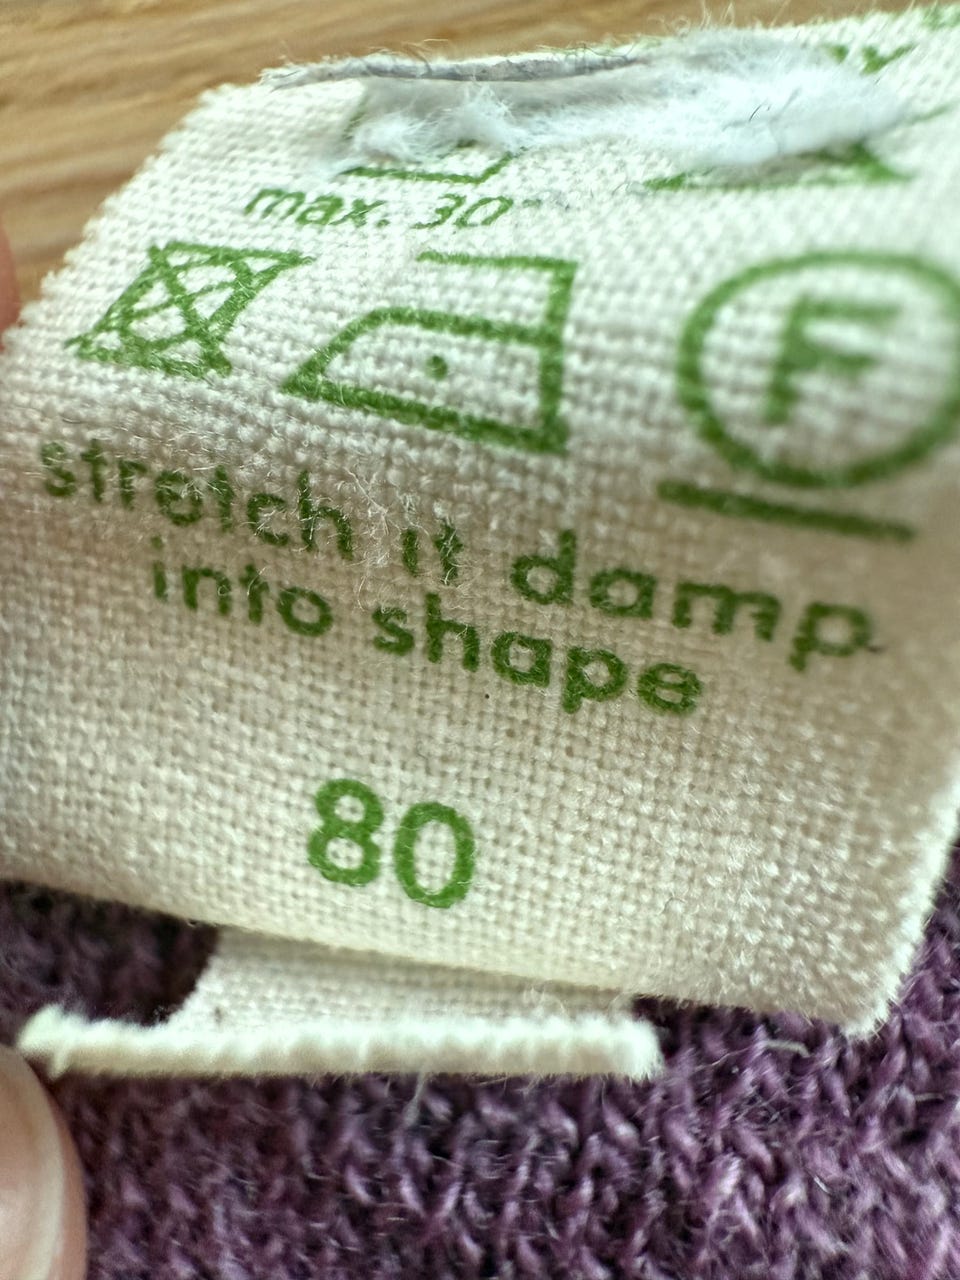 max. 30
F
stretch it damp
into shape
80